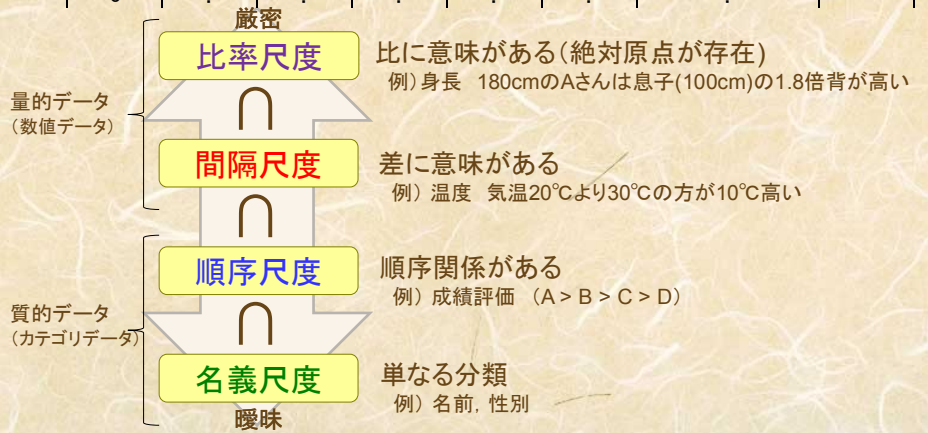 厳密
比率尺度
比に意味がある(絶対原点が存在)
例)身長 180cmのAさんは息子(100cm)の1.8倍背が高い
量的データ
(数値データ)
⋂
間隔尺度
差に意味がある
例) 温度 気温20℃より30℃の方が10℃高い
⋂
順序尺度
順序関係がある
例) 成績評価 (A > B > C > D)
質的データ
(カテゴリデータ)
⋂
名義尺度
単なる分類
例) 名前, 性別
曖昧